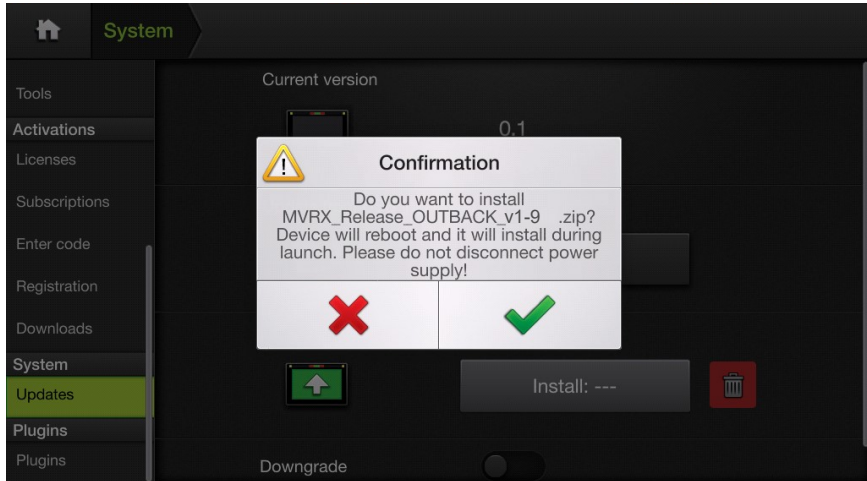 System
Tools
Activations
Licenses
Subscriptions
Enter code
Registration
Downloads
System
Updates
Plugins
Plugins
Current version
0.1
Confirmation
Do you want to install
MVRX_Release_OUTBACK_v1-9 .zip?
Device will reboot and it will install during
launch. Please do not disconnect power
supply!
Install: ---
Downgrade